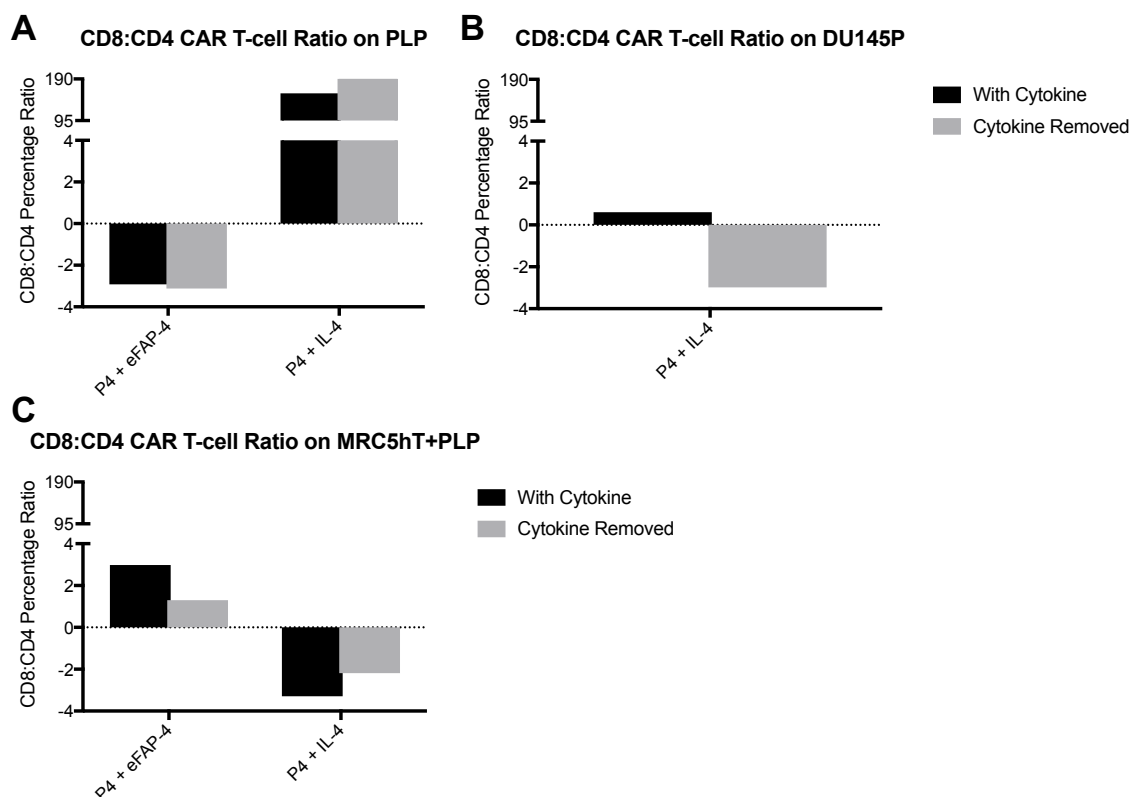 A
CD8:CD4 CAR T-cell Ratio on PLP
CD8:CD4 Percentage Ratio
190
95
4
2
0
-2
-4
P4 + eFAP-4
P4 + IL-4
B
CD8:CD4 CAR T-cell Ratio on DU145P
CD8:CD4 Percentage Ratio
190
95
4
2
0
-2
-4
P4 + IL-4
With Cytokine
Cytokine Removed
C
CD8:CD4 CAR T-cell Ratio on MRC5hT+PLP
CD8:CD4 Percentage Ratio
190
95
4
2
0
-2
-4
P4 + eFAP-4
P4 + IL-4
With Cytokine
Cytokine Removed